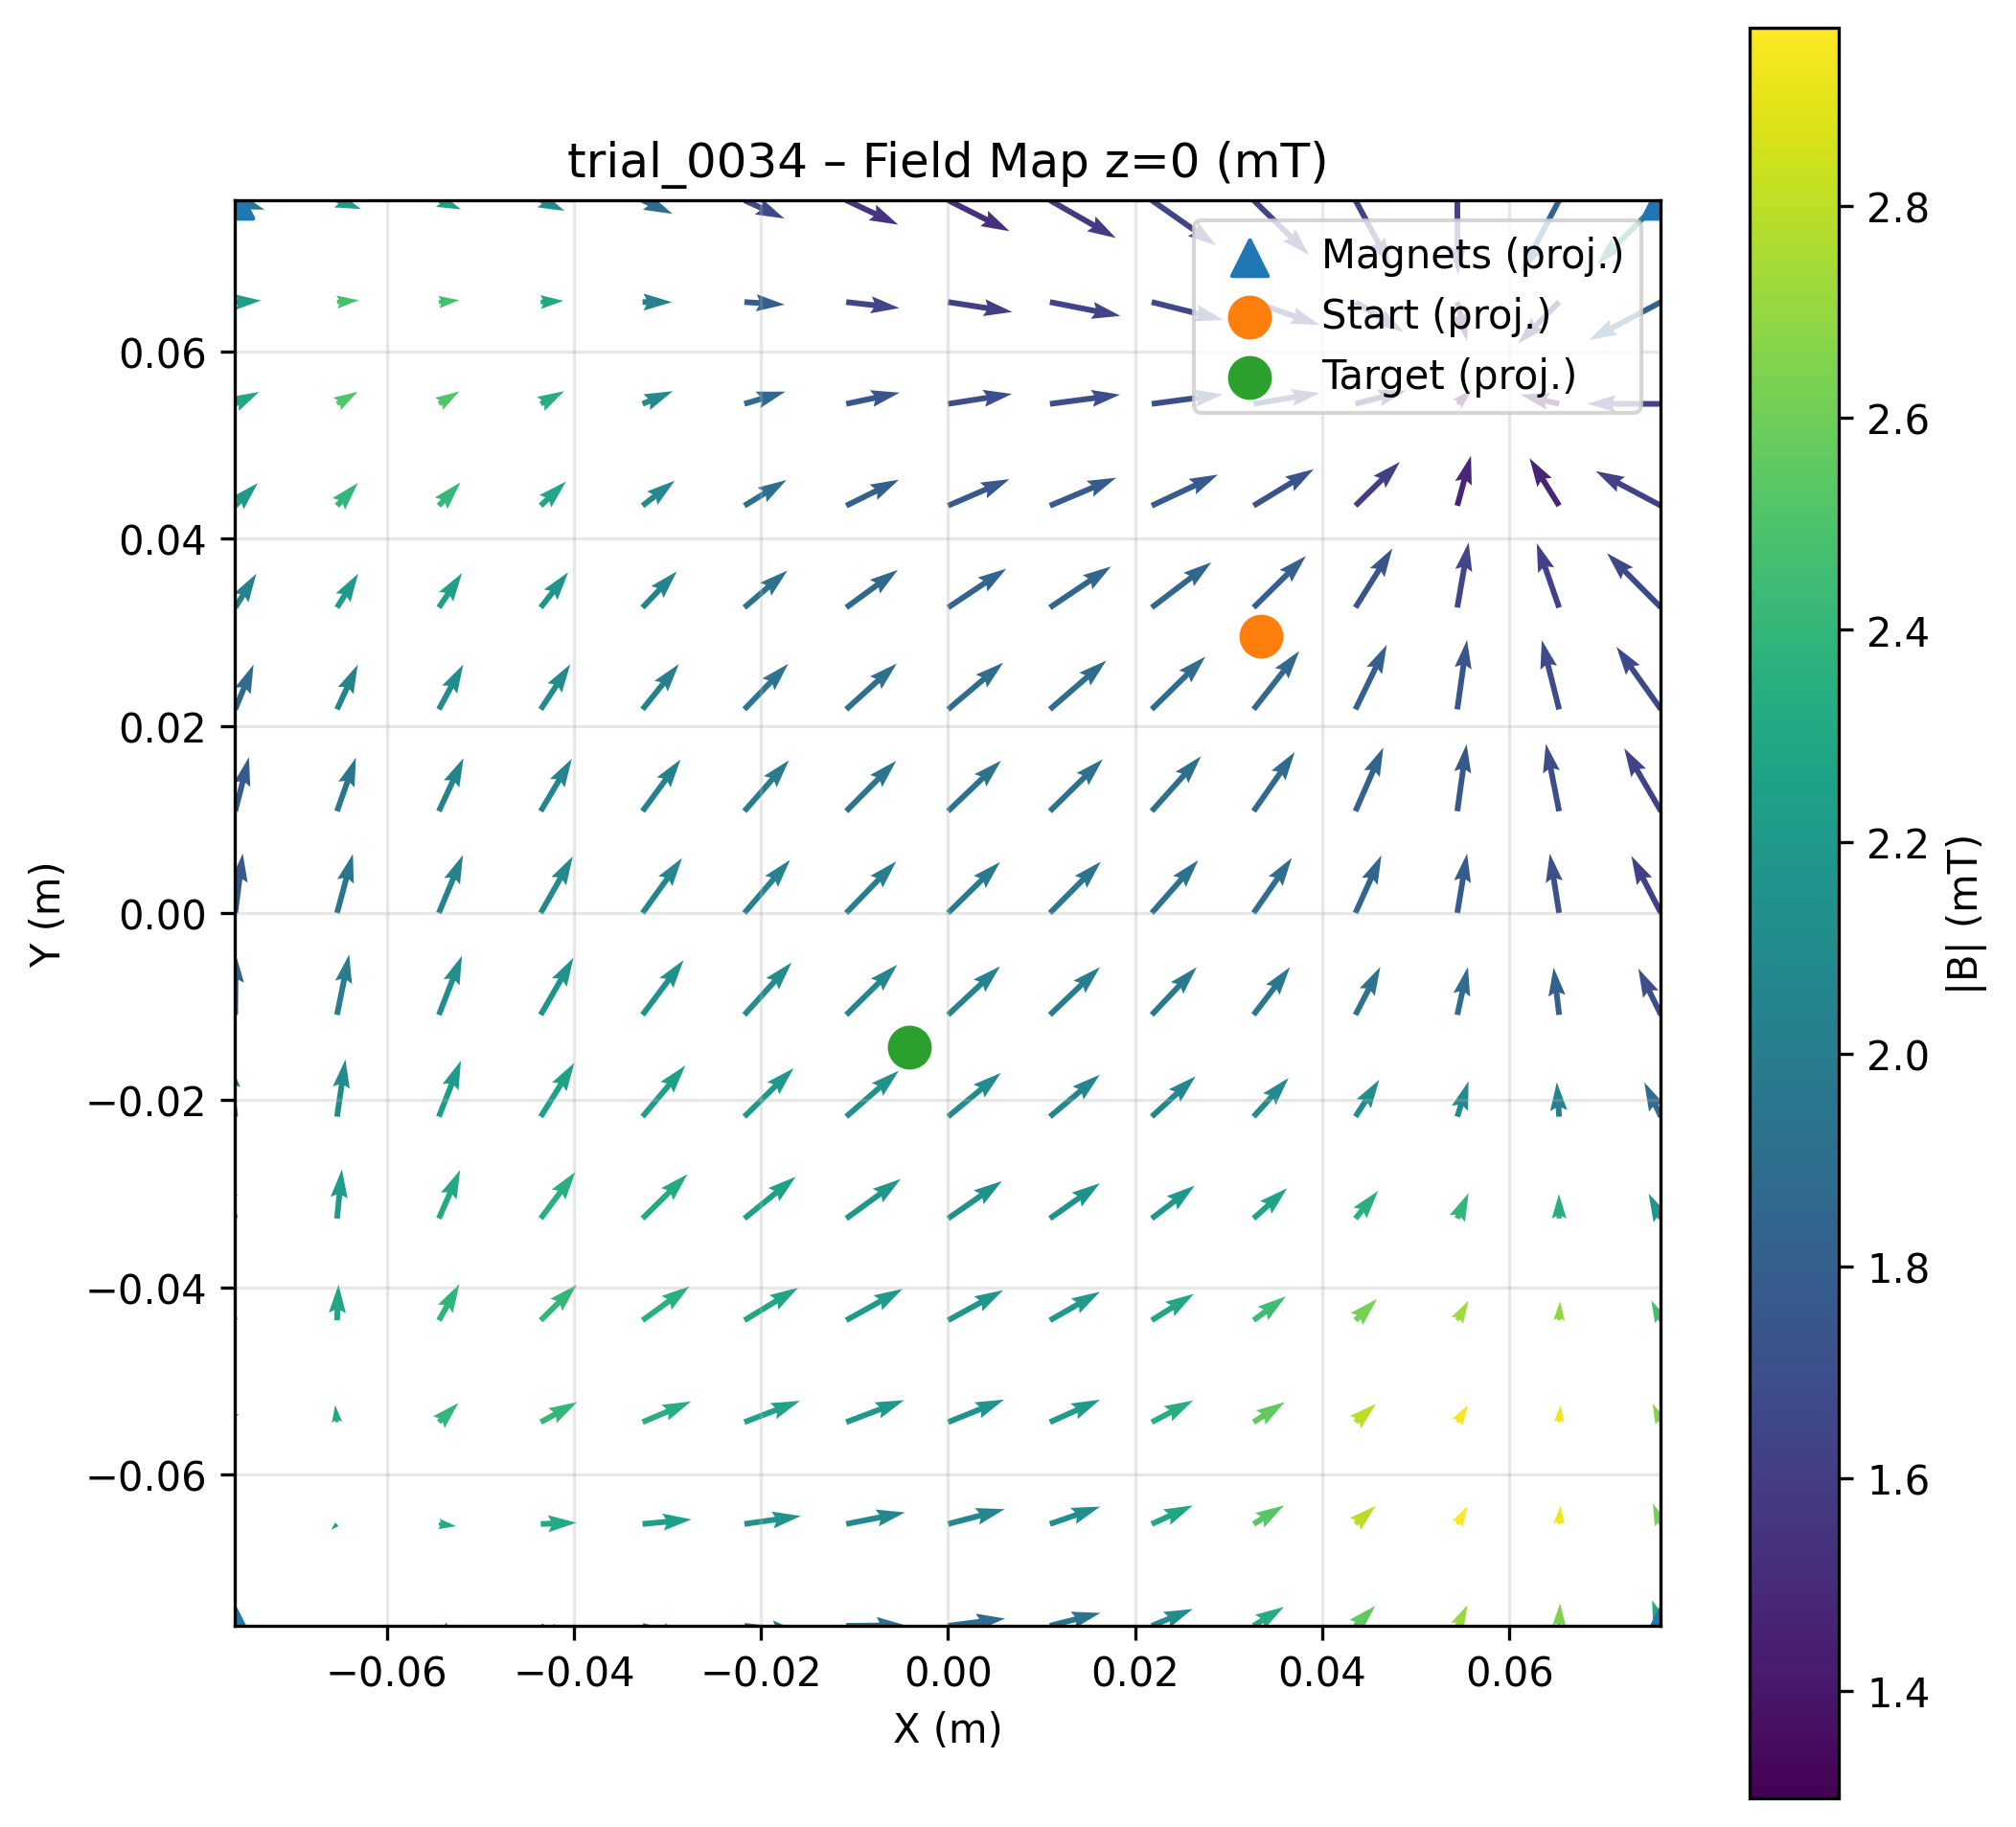 trial_0034 – Field Map z=0 (mT)
Magnets (proj.)
Start (proj.)
Target (proj.)
Y (m)
0.06
0.04
0.02
0.00
−0.02
−0.04
−0.06
−0.06 −0.04 −0.02 0.00 0.02 0.04 0.06
X (m)
2.8
2.6
2.4
2.2
2.0
1.8
1.6
1.4
|B| (mT)